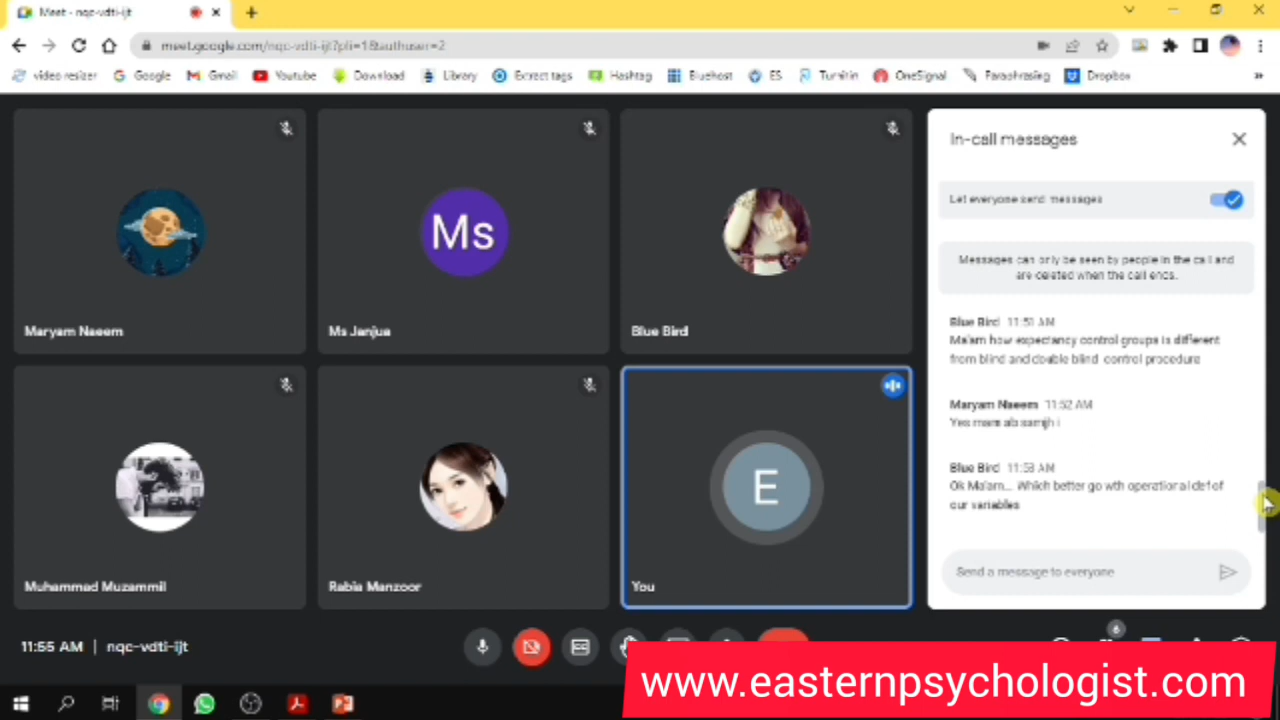 Meet - nqc-vdti-ijt
meet.google.com/nqc-vdti-ijt?pli=1&authuser=2
video resizer Google Gmail Youtube Download Library Extract tags Hashtag Bluehost ES Turnitin OneSignal Paraphrasing Dropbox
In-call messages
Let everyone send messages
Messages can only be seen by people in the call and
are deleted when the call ends.
Ms
Maryam Naeem
Ms Janjua
Blue Bird
Blue Bird 11:51 AM
Ma'am how expectancy control groups is different
from blind and double blind control procedure
Maryam Naeem 11:52 AM
Yes mam ab samjh i
Blue Bird 11:53 AM
Ok Ma'am... Which better go wth operational def of
our variables
E
Muhammad Muzammil
Rabia Manzoor
You
Send a message to everyone
11:55 AM | nqc-vdti-ijt
6
www.easternpsychologist.com